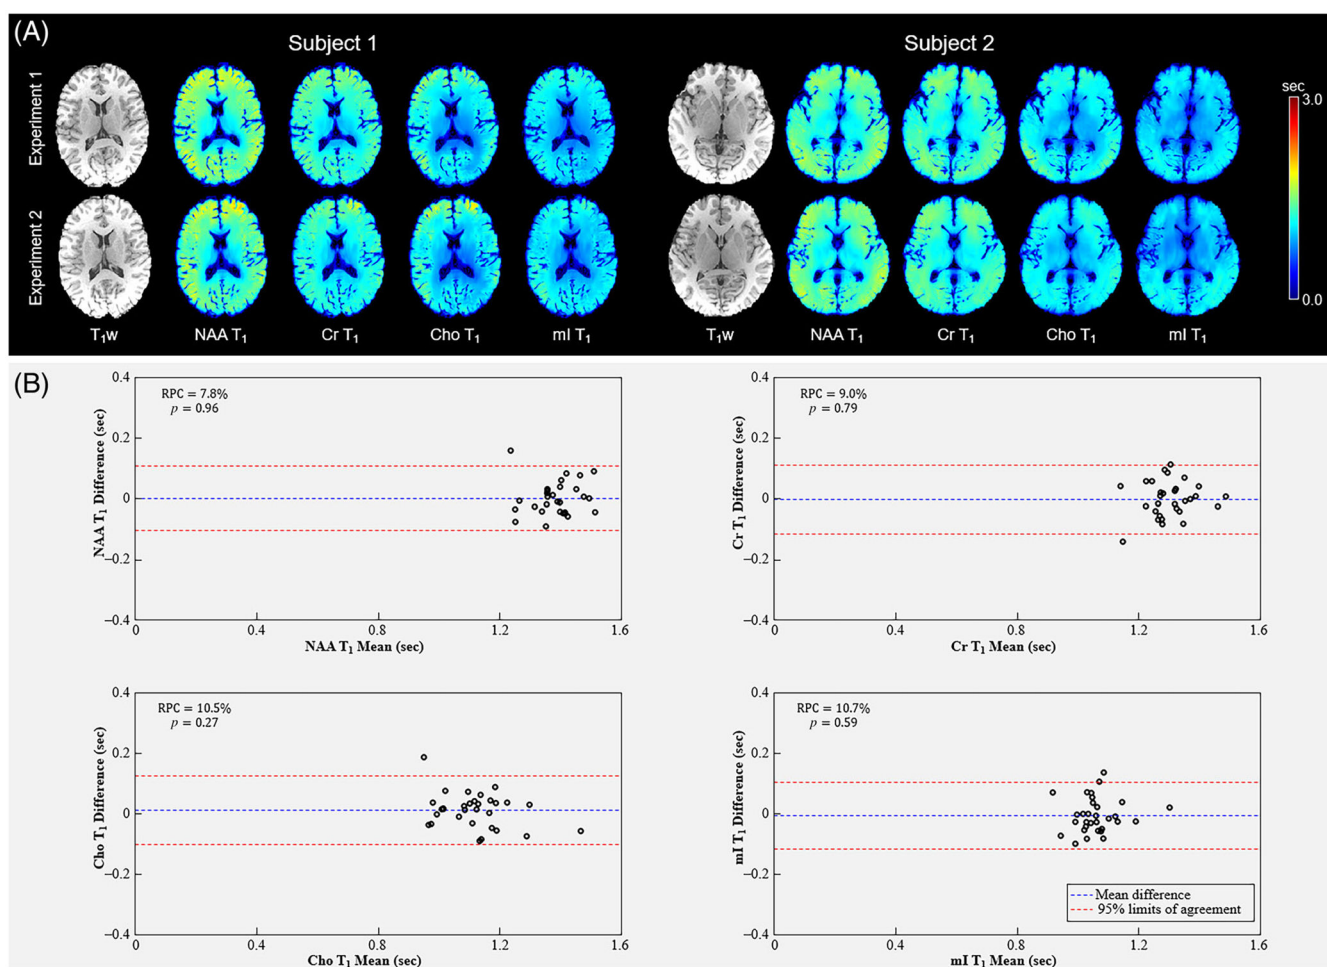 (A)
Subject 1
Subject 2
Experiment 1
Experiment 2
sec
3.0
0.0
T₁w
NAA T₁
Cr T₁
Cho T₁
mI T₁
T₁w
NAA T₁
Cr T₁
Cho T₁
mI T₁
(B)
RPC = 7.8%
p = 0.96
NAA T₁ Difference (sec)
0.4
0.2
0
−0.2
−0.4
0
0.4
0.8
1.2
1.6
NAA T₁ Mean (sec)
RPC = 9.0%
p = 0.79
Cr T₁ Difference (sec)
0.4
0.2
0
−0.2
−0.4
0
0.4
0.8
1.2
1.6
Cr T₁ Mean (sec)
RPC = 10.5%
p = 0.27
Cho T₁ Difference (sec)
0.4
0.2
0
−0.2
−0.4
0
0.4
0.8
1.2
1.6
Cho T₁ Mean (sec)
RPC = 10.7%
p = 0.59
mI T₁ Difference (sec)
0.4
0.2
0
−0.2
−0.4
0
0.4
0.8
1.2
1.6
mI T₁ Mean (sec)
Mean difference
95% limits of agreement